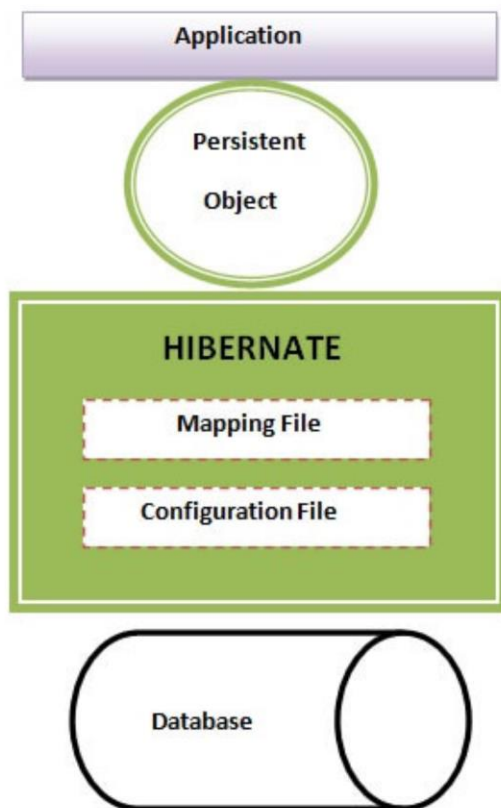 Application
Persistent
Object
HIBERNATE
Mapping File
Configuration File
Database